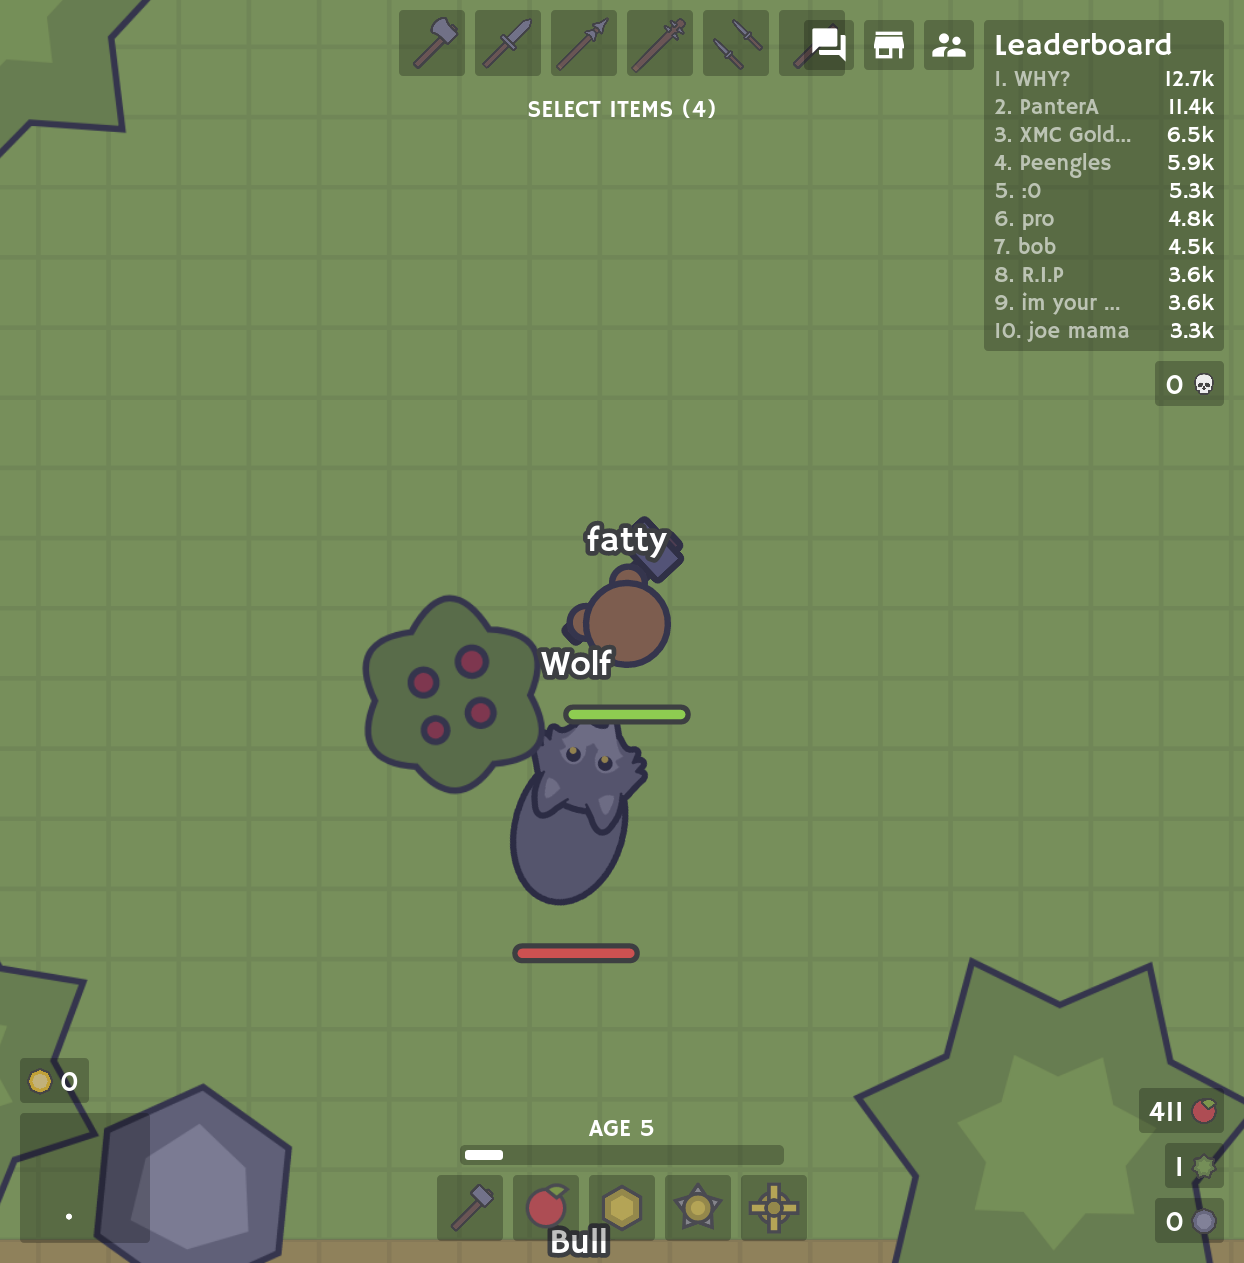 SELECT ITEMS (4)
Leaderboard
1. WHY? 12.7k
2. PanterA 11.4k
3. XMC Gold... 6.5k
4. Peengles 5.9k
5. :O 5.3k
6. pro 4.8k
7. bob 4.5k
8. R.I.P 3.6k
9. im your ... 3.6k
10. joe mama 3.3k
0
fatty
Wolf
0
AGE 5
411
1
0
Bull